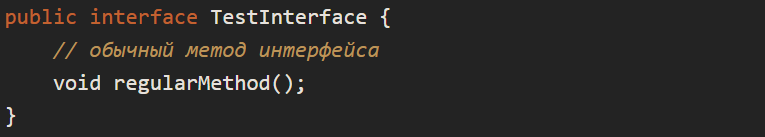 public interface TestInterface {
    // обычный метод интерфейса
    void regularMethod();
}